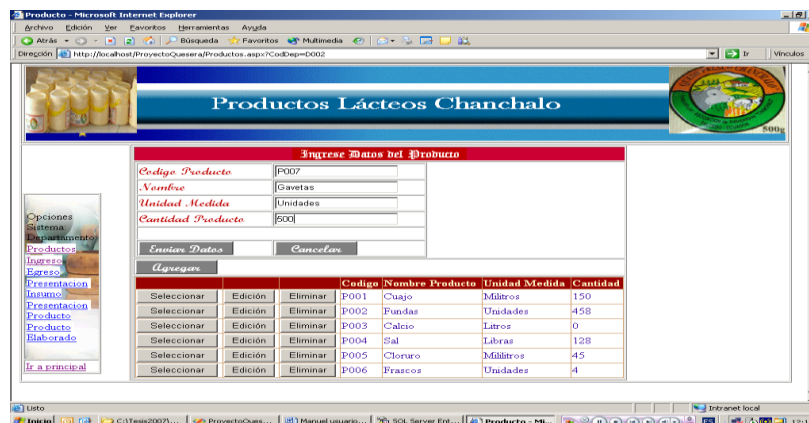 Producto - Microsoft Internet Explorer
Archivo Edición Ver Favoritos Herramientas Ayuda
Atrás Búsqueda Favoritos Multimedia
Dirección http://localhost/ProyectoQuesera/Productos.aspx?CodDep=D002 Ir Vínculos
Productos Lácteos Chanchalo
500g
Ingrese Datos del Producto
Codigo Producto P007
Nombre Gavetas
Unidad Medida Unidades
Cantidad Producto 600
Enviar Datos Cancelar
Agregar
Opciones
Sistema
Departamento
Productos
Ingreso
Egreso
Presentacion
Insumo
Presentacion
Producto
Producto
Elaborado
Ir a principal
Codigo Nombre Producto Unidad Medida Cantidad
Seleccionar Edición Eliminar P001 Cuajo Militros 150
Seleccionar Edición Eliminar P002 Fundas Unidades 458
Seleccionar Edición Eliminar P003 Calcio Litros 0
Seleccionar Edición Eliminar P004 Sal Libras 128
Seleccionar Edición Eliminar P005 Cloruro Mililitros 45
Seleccionar Edición Eliminar P006 Frascos Unidades 4
Listo Intranet local
Inicio C:\Tesis2007\... ProyectoQues... Manuel usuario... SQL Server Ent... Producto - Mi... ES